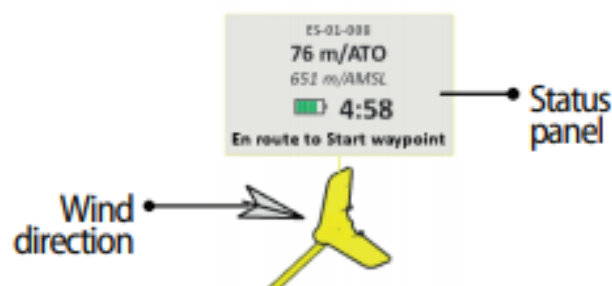 ES-01-008
76 m/ATO
651 m/AMSL
4:58
En route to Start waypoint
Status
panel
Wind
direction